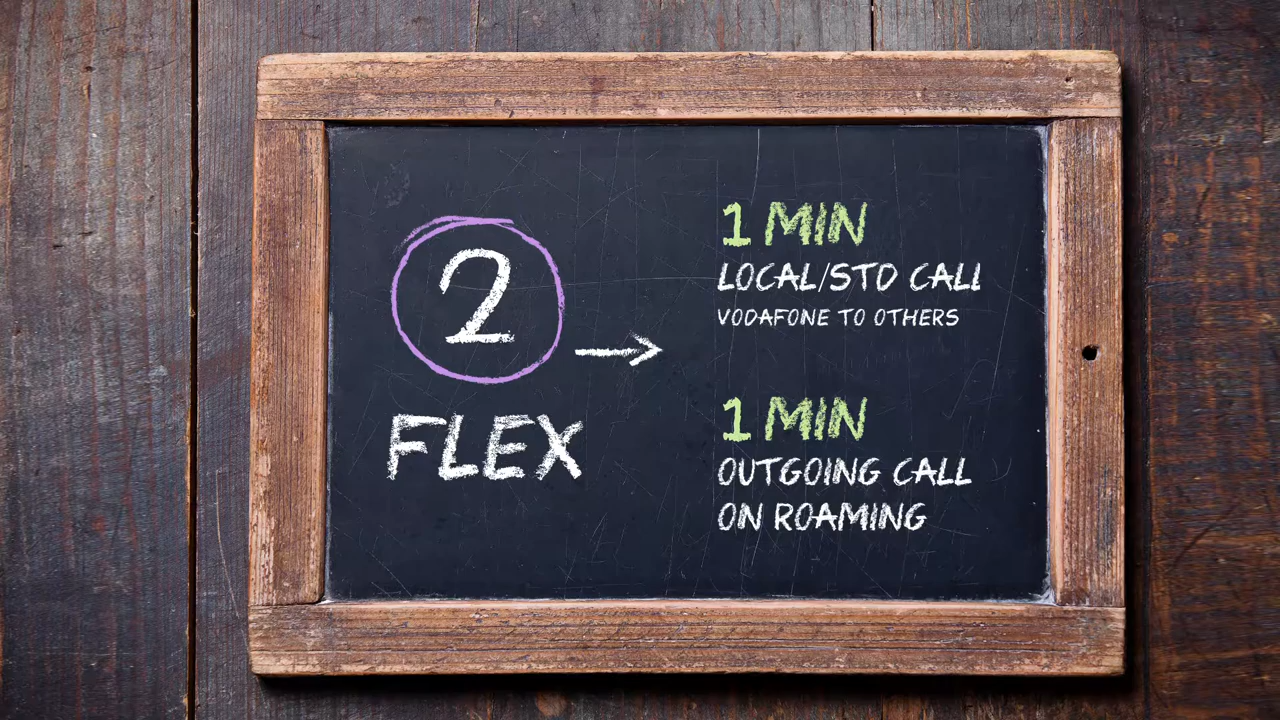 2
FLEX
1 MIN
LOCAL/STD CALL
VODAFONE TO OTHERS
1 MIN
OUTGOING CALL
ON ROAMING